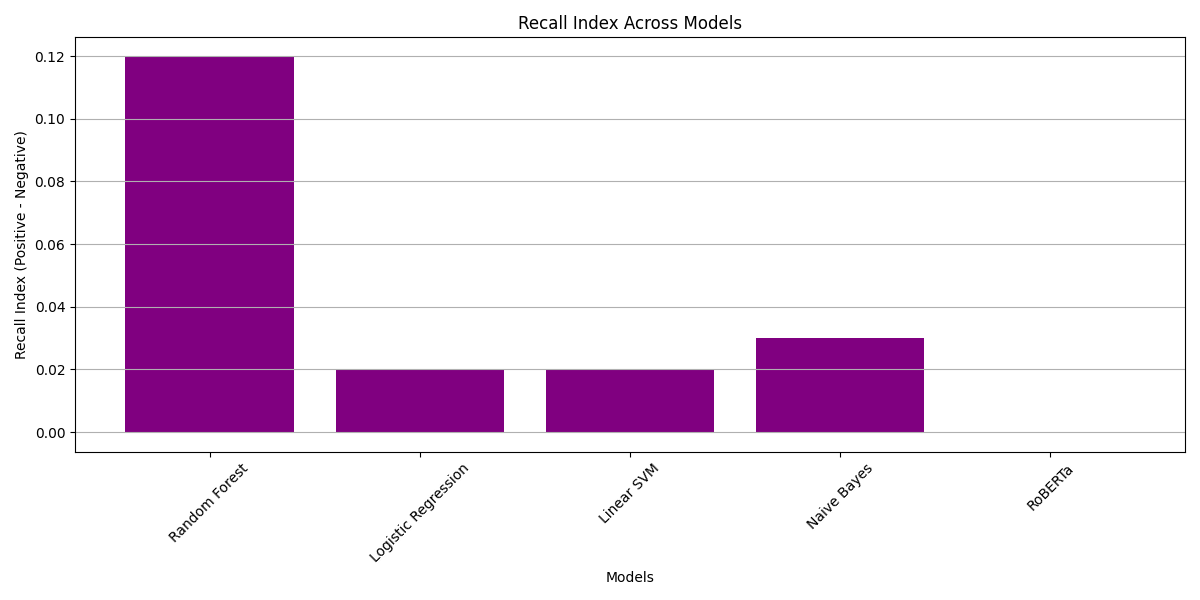 Recall Index Across Models
Recall Index (Positive - Negative)
0.12
0.10
0.08
0.06
0.04
0.02
0.00
Random Forest
Logistic Regression
Linear SVM
Naive Bayes
RoBERTa
Models